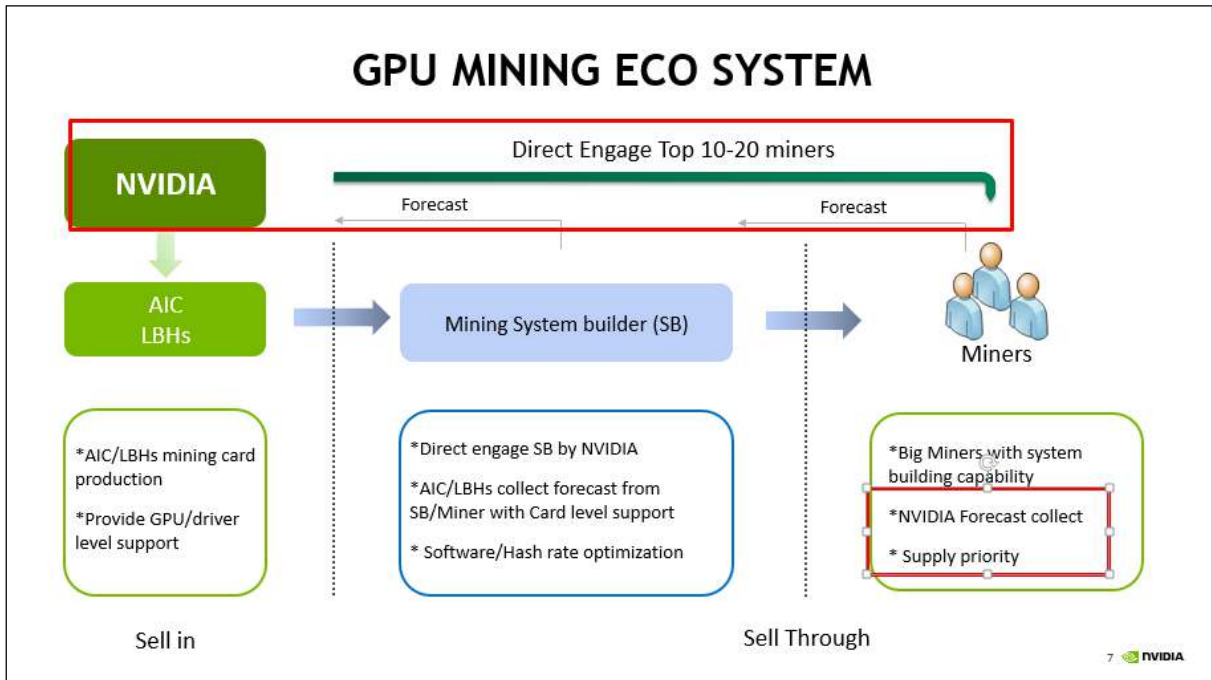 GPU MINING ECO SYSTEM
Direct Engage Top 10-20 miners
NVIDIA
Forecast
Forecast
AIC
LBHs
Mining System builder (SB)
Miners
*AIC/LBHs mining card
production
*Provide GPU/driver
level support
*Direct engage SB by NVIDIA
*AIC/LBHs collect forecast from
SB/Miner with Card level support
* Software/Hash rate optimization
*Big Miners with system
building capability
*NVIDIA Forecast collect
* Supply priority
Sell in
Sell Through
7 NVIDIA